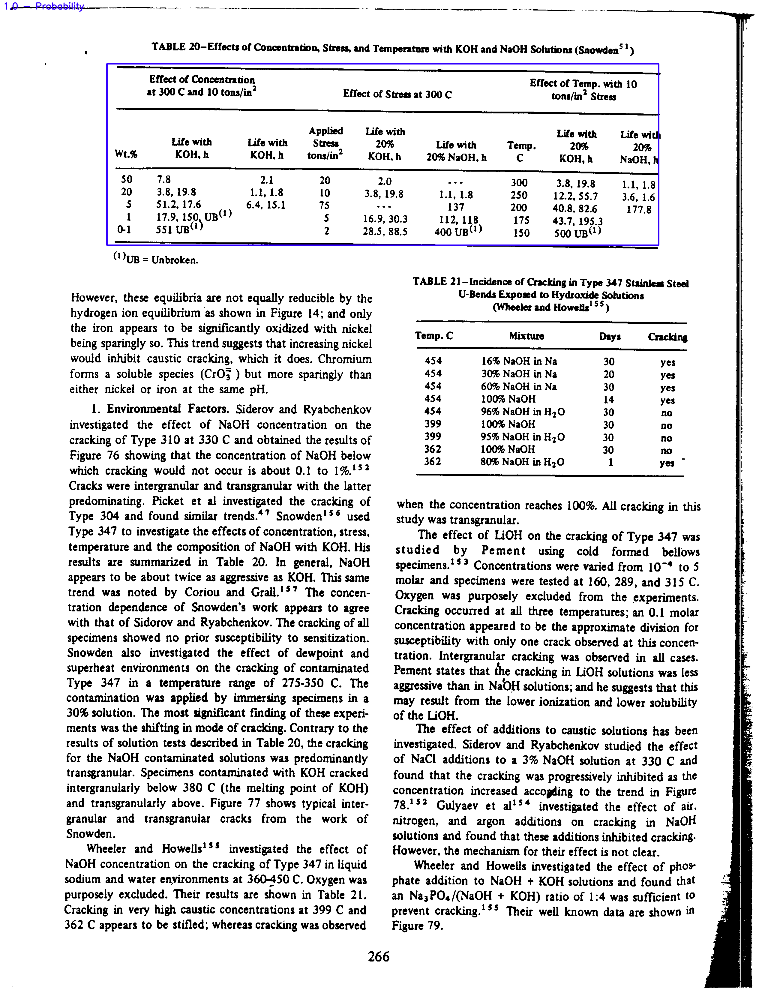 1.0 — Probability
TABLE 20–Effects of Concentration, Stress, and Temperature with KOH and NaOH Solutions (Snowden51)
Effect of Concentration
at 300 C and 10 tons/in2
Effect of Stress at 300 C
Effect of Temp. with 10
tons/in2 Stress
Wt.% Life with KOH, h Life with KOH, h Applied Stress tons/in2 Life with 20% KOH, h Life with 20% NaOH, h Temp. C Life with 20% KOH, h Life with 20% NaOH, h
50 7.8 2.1 20 2.0 --- 300 3.8, 19.8 1.1, 1.8
20 3.8, 19.8 1.1, 1.8 10 3.8, 19.8 1.1, 1.8 250 12.2, 55.7 3.6, 1.6
5 51.2, 17.6 6.4, 15.1 75 --- 137 200 40.8, 82.6 177.8
1 17.9, 150, UB(1) 5 16.9, 30.3 112, 118 175 43.7, 195.3
0-1 551 UB(1) 2 28.5, 88.5 400 UB(1) 150 500 UB(1)
(1)UB = Unbroken.
However, these equilibria are not equally reducible by the
hydrogen ion equilibrium as shown in Figure 14; and only
the iron appears to be significantly oxidized with nickel
being sparingly so. This trend suggests that increasing nickel
would inhibit caustic cracking, which it does. Chromium
forms a soluble species (CrO3–) but more sparingly than
either nickel or iron at the same pH.
1. Environmental Factors. Siderov and Ryabchenkov
investigated the effect of NaOH concentration on the
cracking of Type 310 at 330 C and obtained the results of
Figure 76 showing that the concentration of NaOH below
which cracking would not occur is about 0.1 to 1%.152
Cracks were intergranular and transgranular with the latter
predominating. Picket et al investigated the cracking of
Type 304 and found similar trends.47 Snowden156 used
Type 347 to investigate the effects of concentration, stress,
temperature and the composition of NaOH with KOH. His
results are summarized in Table 20. In general, NaOH
appears to be about twice as aggressive as KOH. This same
trend was noted by Coriou and Grall.157 The concen-
tration dependence of Snowden's work appears to agree
with that of Sidorov and Ryabchenkov. The cracking of all
specimens showed no prior susceptibility to sensitization.
Snowden also investigated the effect of dewpoint and
superheat environments on the cracking of contaminated
Type 347 in a temperature range of 275-350 C. The
contamination was applied by immersing specimens in a
30% solution. The most significant finding of these experi-
ments was the shifting in mode of cracking. Contrary to the
results of solution tests described in Table 20, the cracking
for the NaOH contaminated solutions was predominantly
transgranular. Specimens contaminated with KOH cracked
intergranularly below 380 C (the melting point of KOH)
and transgranularly above. Figure 77 shows typical inter-
granular and transgranular cracks from the work of
Snowden.
Wheeler and Howells155 investigated the effect of
NaOH concentration on the cracking of Type 347 in liquid
sodium and water environments at 360-450 C. Oxygen was
purposely excluded. Their results are shown in Table 21.
Cracking in very high caustic concentrations at 399 C and
362 C appears to be stifled; whereas cracking was observed
TABLE 21–Incidence of Cracking in Type 347 Stainless Steel
U-Bends Exposed to Hydroxide Solutions
(Wheeler and Howells155)
Temp. C Mixture Days Cracking
454 16% NaOH in Na 30 yes
454 30% NaOH in Na 20 yes
454 60% NaOH in Na 30 yes
454 100% NaOH 14 yes
454 96% NaOH in H2O 30 no
399 100% NaOH 30 no
399 95% NaOH in H2O 30 no
362 100% NaOH 30 no
362 80% NaOH in H2O 1 yes
when the concentration reaches 100%. All cracking in this
study was transgranular.
The effect of LiOH on the cracking of Type 347 was
studied by Pement using cold formed bellows
specimens.153 Concentrations were varied from 10-4 to 5
molar and specimens were tested at 160, 289, and 315 C.
Oxygen was purposely excluded from the experiments.
Cracking occurred at all three temperatures; an 0.1 molar
concentration appeared to be the approximate division for
susceptibility with only one crack observed at this concen-
tration. Intergranular cracking was observed in all cases.
Pement states that the cracking in LiOH solutions was less
aggressive than in NaOH solutions; and he suggests that this
may result from the lower ionization and lower solubility
of the LiOH.
The effect of additions to caustic solutions has been
investigated. Siderov and Ryabchenkov studied the effect
of NaCl additions to a 3% NaOH solution at 330 C and
found that the cracking was progressively inhibited as the
concentration increased according to the trend in Figure
78.152 Gulyaev et al154 investigated the effect of air,
nitrogen, and argon additions on cracking in NaOH
solutions and found that these additions inhibited cracking.
However, the mechanism for their effect is not clear.
Wheeler and Howells investigated the effect of phos-
phate addition to NaOH + KOH solutions and found that
an Na3PO4/(NaOH + KOH) ratio of 1:4 was sufficient to
prevent cracking.155 Their well known data are shown in
Figure 79.
266